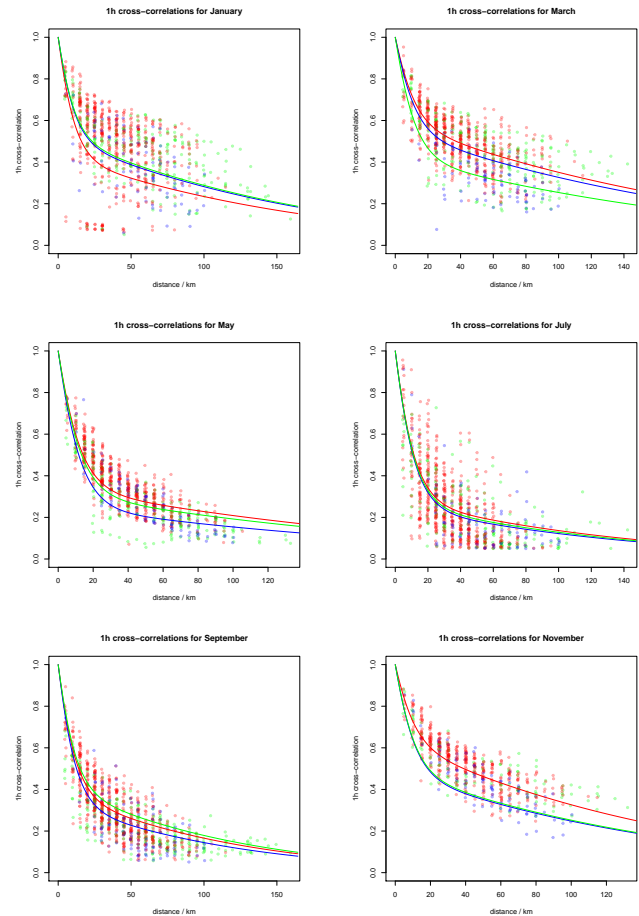 1h cross−correlations for January
1h cross−correlation
0.0 0.2 0.4 0.6 0.8 1.0
0 50 100 150
distance / km
1h cross−correlations for March
1h cross−correlation
0.0 0.2 0.4 0.6 0.8 1.0
0 20 40 60 80 100 120 140
distance / km
1h cross−correlations for May
1h cross−correlation
0.0 0.2 0.4 0.6 0.8 1.0
0 20 40 60 80 100 120
distance / km
1h cross−correlations for July
1h cross−correlation
0.0 0.2 0.4 0.6 0.8 1.0
0 20 40 60 80 100 120 140
distance / km
1h cross−correlations for September
1h cross−correlation
0.0 0.2 0.4 0.6 0.8 1.0
0 50 100 150
distance / km
1h cross−correlations for November
1h cross−correlation
0.0 0.2 0.4 0.6 0.8 1.0
0 20 40 60 80 100 120
distance / km